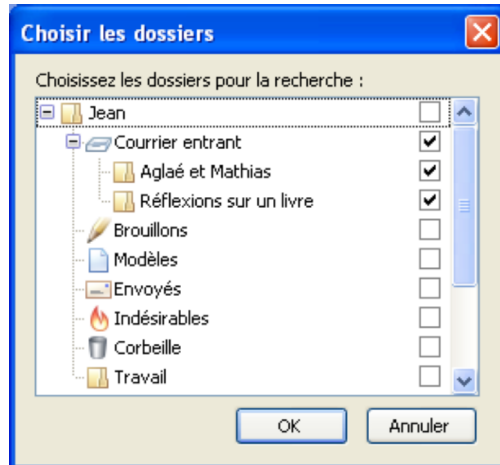 Choisir les dossiers
Choisissez les dossiers pour la recherche :
Jean
Courrier entrant
Aglaé et Mathias
Réflexions sur un livre
Brouillons
Modèles
Envoyés
Indésirables
Corbeille
Travail
OK Annuler